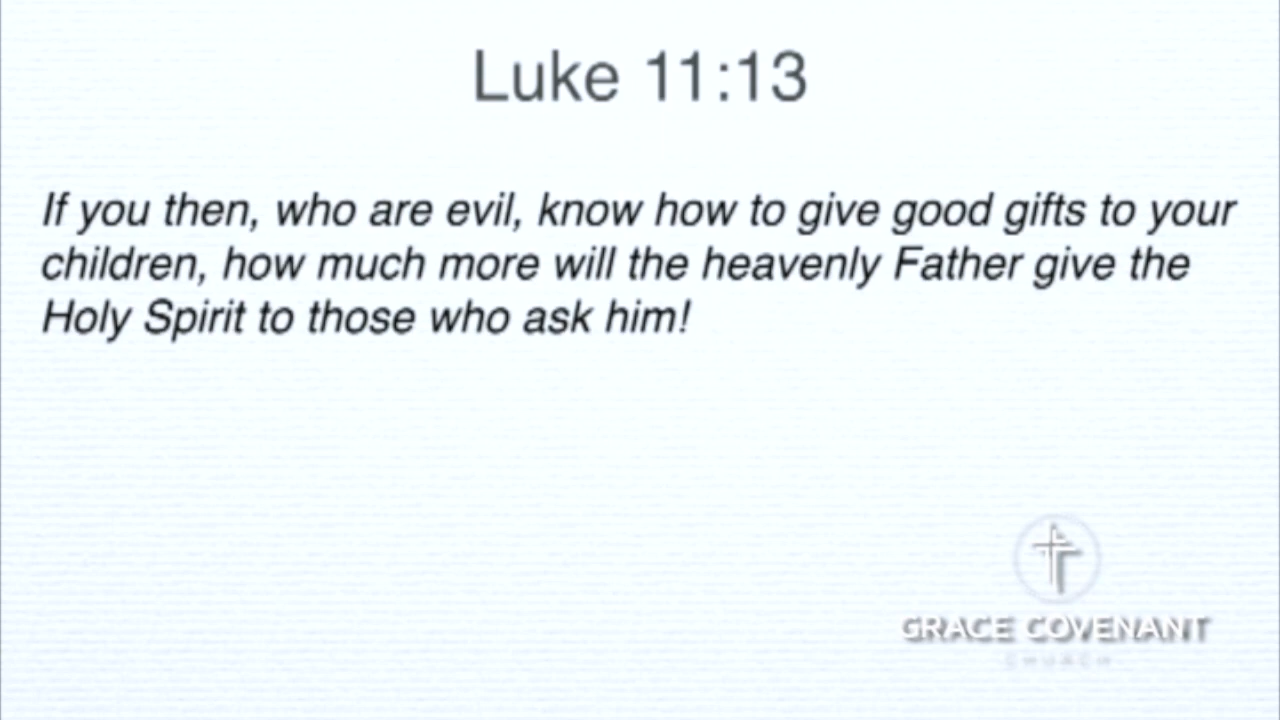 Luke 11:13
If you then, who are evil, know how to give good gifts to your
children, how much more will the heavenly Father give the
Holy Spirit to those who ask him!
GRACE COVENANT
CHURCH